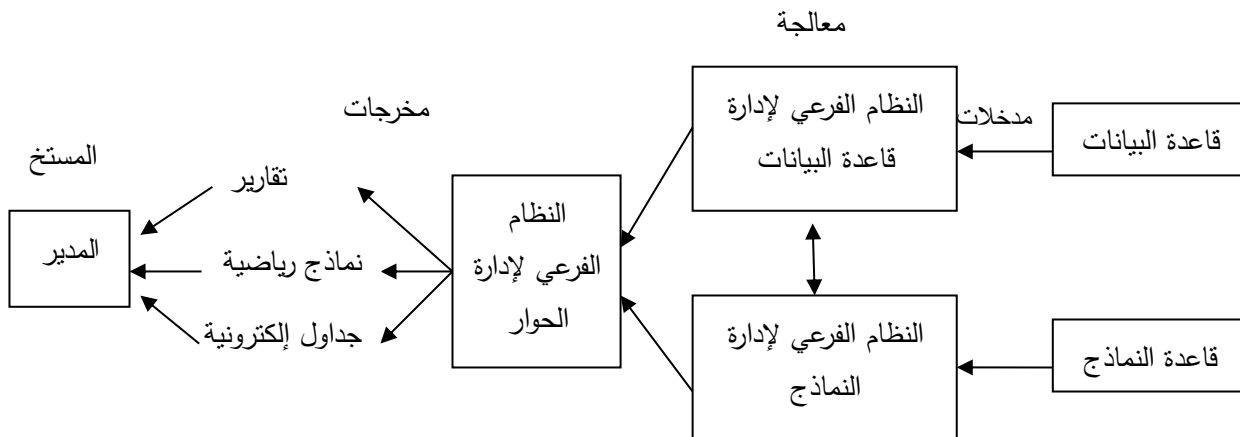 معالجة
النظام الفرعي لإدارة
قاعدة البيانات
مدخلات
قاعدة البيانات
مخرجات
المستخ
تقارير
النظام
الفرعي لإدارة
الحوار
المدير
نماذج رياضية
جداول إلكترونية
النظام الفرعي لإدارة
النماذج
قاعدة النماذج